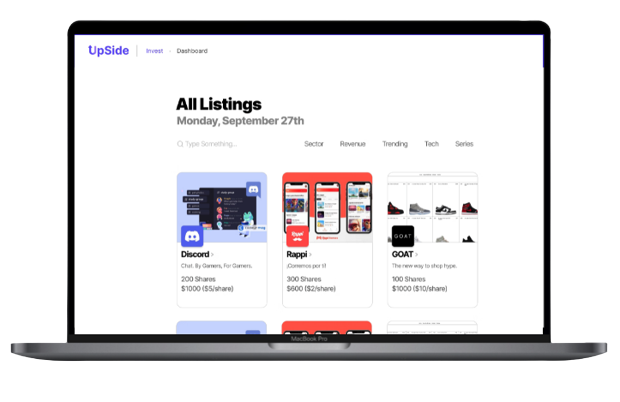 UpSide
Invest
Dashboard
All Listings
Monday, September 27th
Type Something...
Sector
Revenue
Trending
Tech
Series
Discord
Chat, By Gamers, For Gamers.
200 Shares
$1000 ($5/share)
Rappi
Rappi
¡Comemos por ti!
300 Shares
$600 ($2/share)
GOAT
GOAT
The new way to shop hype.
100 Shares
$1000 ($10/share)
MacBook Pro